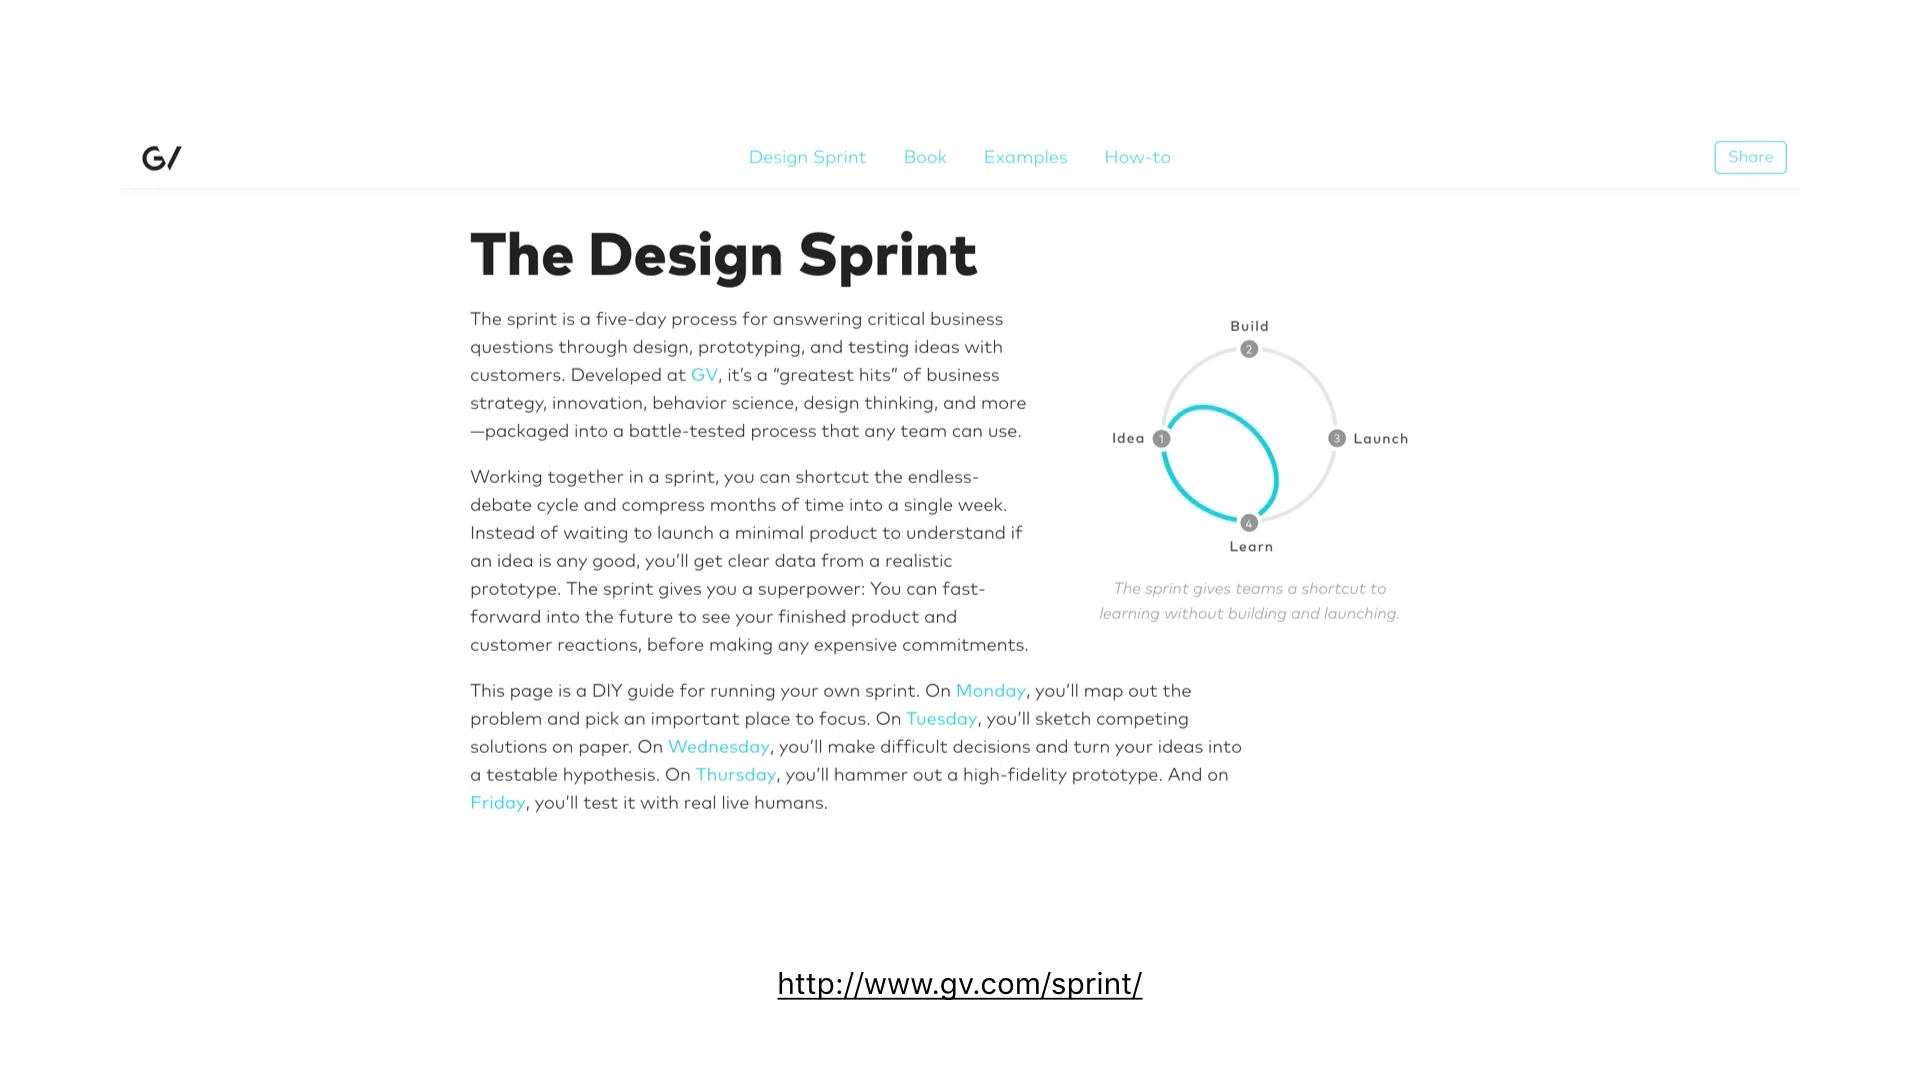 GV
Design Sprint
Book
Examples
How-to
Share
The Design Sprint
The sprint is a five-day process for answering critical business
questions through design, prototyping, and testing ideas with
customers. Developed at GV, it’s a “greatest hits” of business
strategy, innovation, behavior science, design thinking, and more
—packaged into a battle-tested process that any team can use.
Working together in a sprint, you can shortcut the endless-
debate cycle and compress months of time into a single week.
Instead of waiting to launch a minimal product to understand if
an idea is any good, you’ll get clear data from a realistic
prototype. The sprint gives you a superpower: You can fast-
forward into the future to see your finished product and
customer reactions, before making any expensive commitments.
Build
2
Idea 1
3 Launch
4
Learn
The sprint gives teams a shortcut to
learning without building and launching.
This page is a DIY guide for running your own sprint. On Monday, you’ll map out the
problem and pick an important place to focus. On Tuesday, you’ll sketch competing
solutions on paper. On Wednesday, you’ll make difficult decisions and turn your ideas into
a testable hypothesis. On Thursday, you’ll hammer out a high-fidelity prototype. And on
Friday, you’ll test it with real live humans.
http://www.gv.com/sprint/